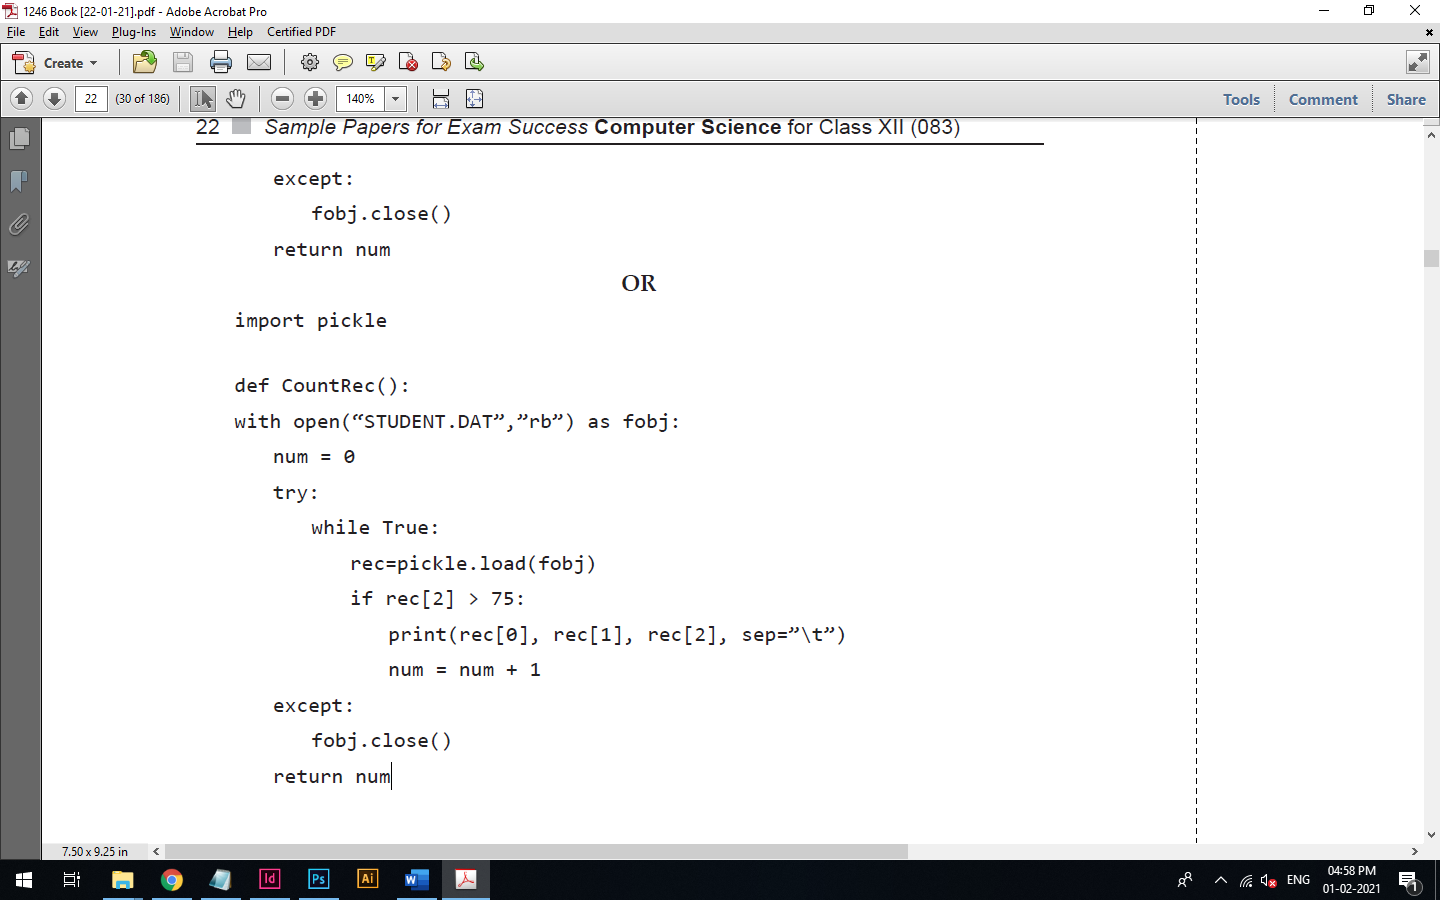 1246 Book [22-01-21].pdf - Adobe Acrobat Pro
File Edit View Plug-Ins Window Help Certified PDF
Create
22 (30 of 186) 140% Tools Comment Share
22 Sample Papers for Exam Success Computer Science for Class XII (083)
except:
fobj.close()
return num
OR
import pickle
def CountRec():
with open(“STUDENT.DAT”,”rb”) as fobj:
num = 0
try:
while True:
rec=pickle.load(fobj)
if rec[2] > 75:
print(rec[0], rec[1], rec[2], sep=”\t”)
num = num + 1
except:
fobj.close()
return num
7.50 x 9.25 in
Id Ps Ai W ENG 04:58 PM
01-02-2021 1